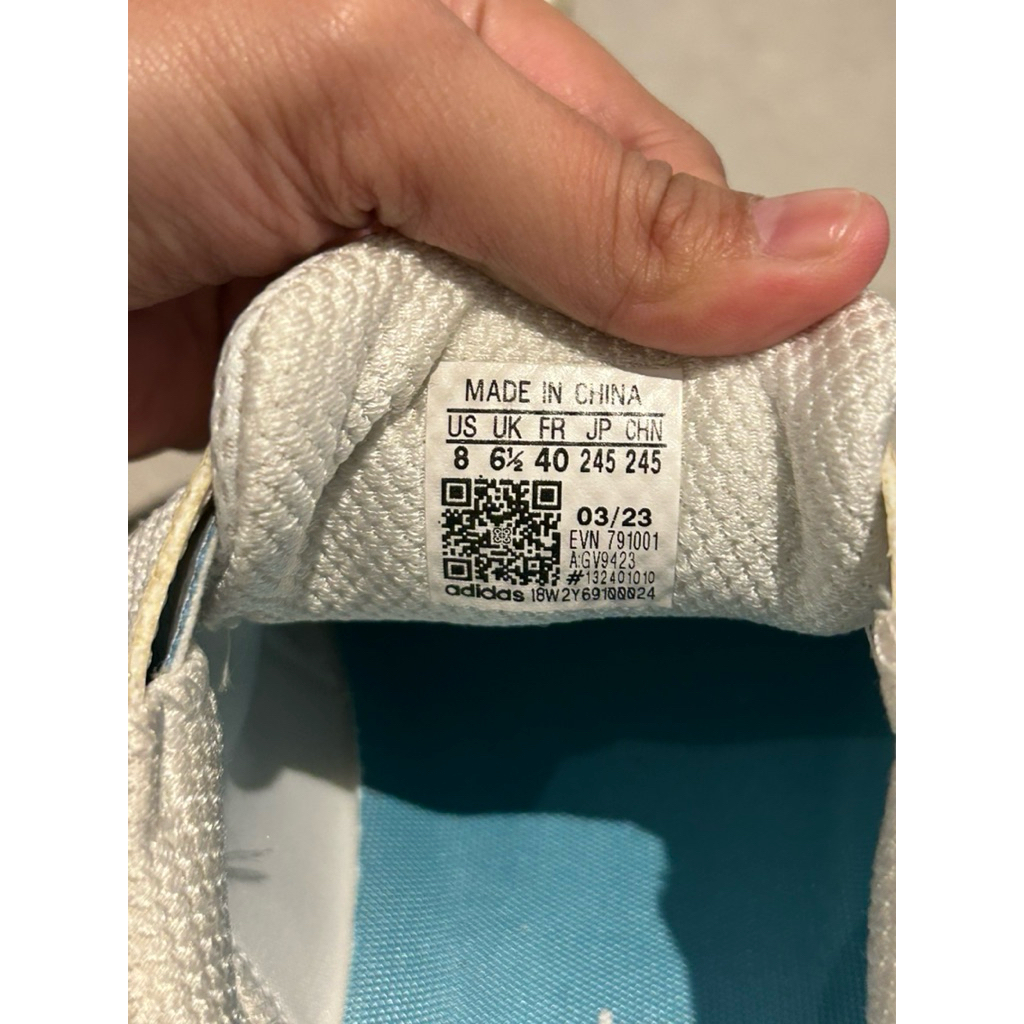 MADE IN CHINA
US UK FR JP CHN
8 6½ 40 245 245
03/23
EVN 791001
A:GV9423
#132401010
adidas 18W2Y69100024